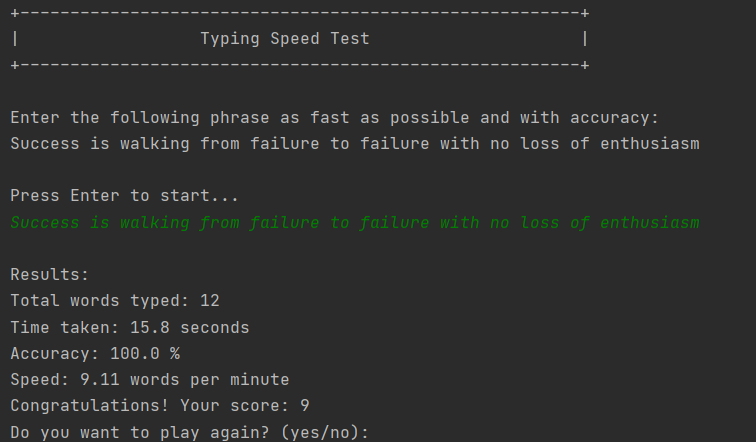 +--------------------------------------------------------+
|                  Typing Speed Test                     |
+--------------------------------------------------------+
Enter the following phrase as fast as possible and with accuracy:
Success is walking from failure to failure with no loss of enthusiasm
Press Enter to start...
Success is walking from failure to failure with no loss of enthusiasm
Results:
Total words typed: 12
Time taken: 15.8 seconds
Accuracy: 100.0 %
Speed: 9.11 words per minute
Congratulations! Your score: 9
Do you want to play again? (yes/no):